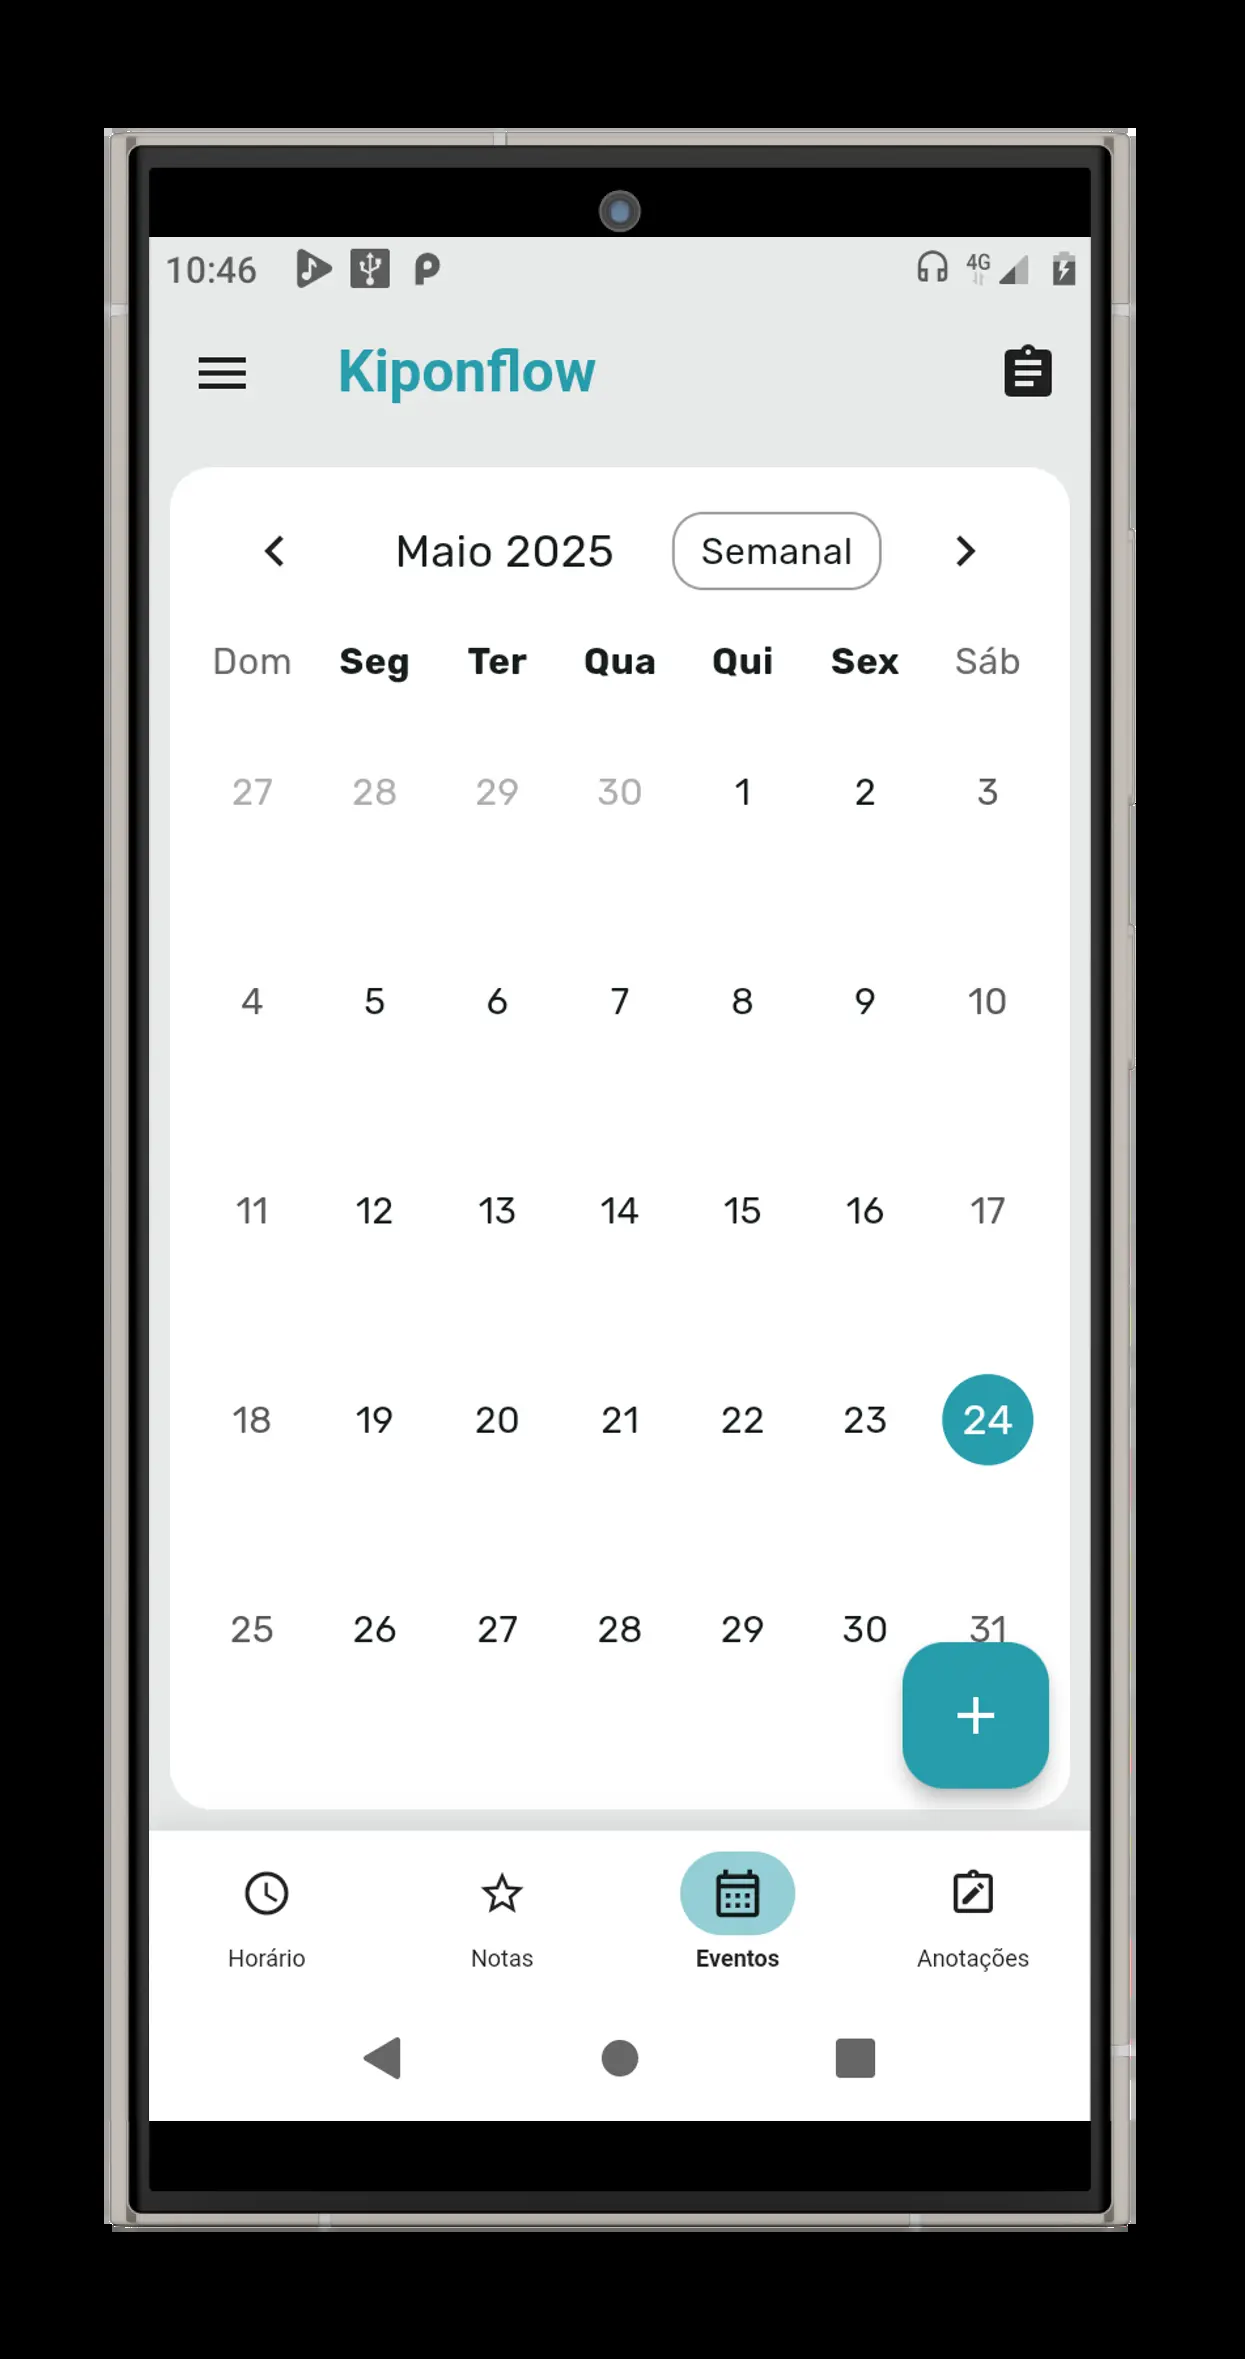 10:46 4G
Kiponflow
Maio 2025 Semanal
Dom Seg Ter Qua Qui Sex Sáb
27 28 29 30 1 2 3
4 5 6 7 8 9 10
11 12 13 14 15 16 17
18 19 20 21 22 23 24
25 26 27 28 29 30 31
+
Horário Notas Eventos Anotações